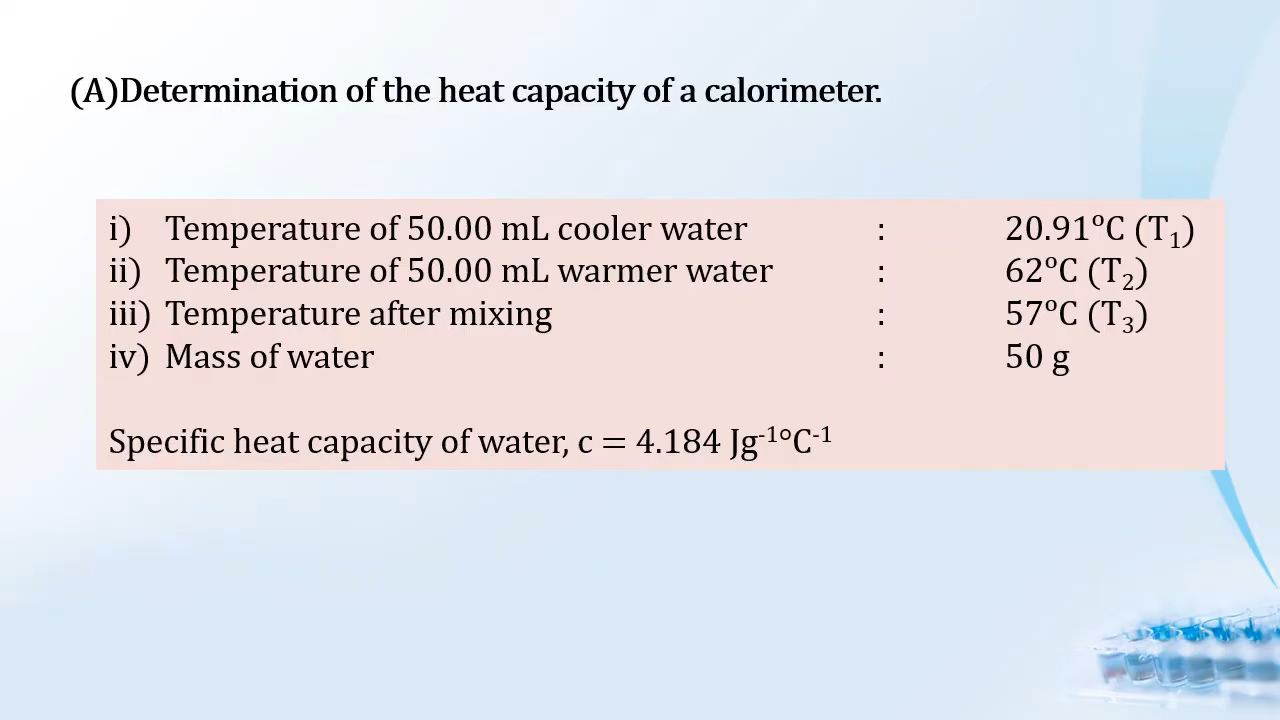 (A)Determination of the heat capacity of a calorimeter.
i) Temperature of 50.00 mL cooler water : 20.91°C (T₁)
ii) Temperature of 50.00 mL warmer water : 62°C (T₂)
iii) Temperature after mixing : 57°C (T₃)
iv) Mass of water : 50 g
Specific heat capacity of water, c = 4.184 Jg⁻¹°C⁻¹